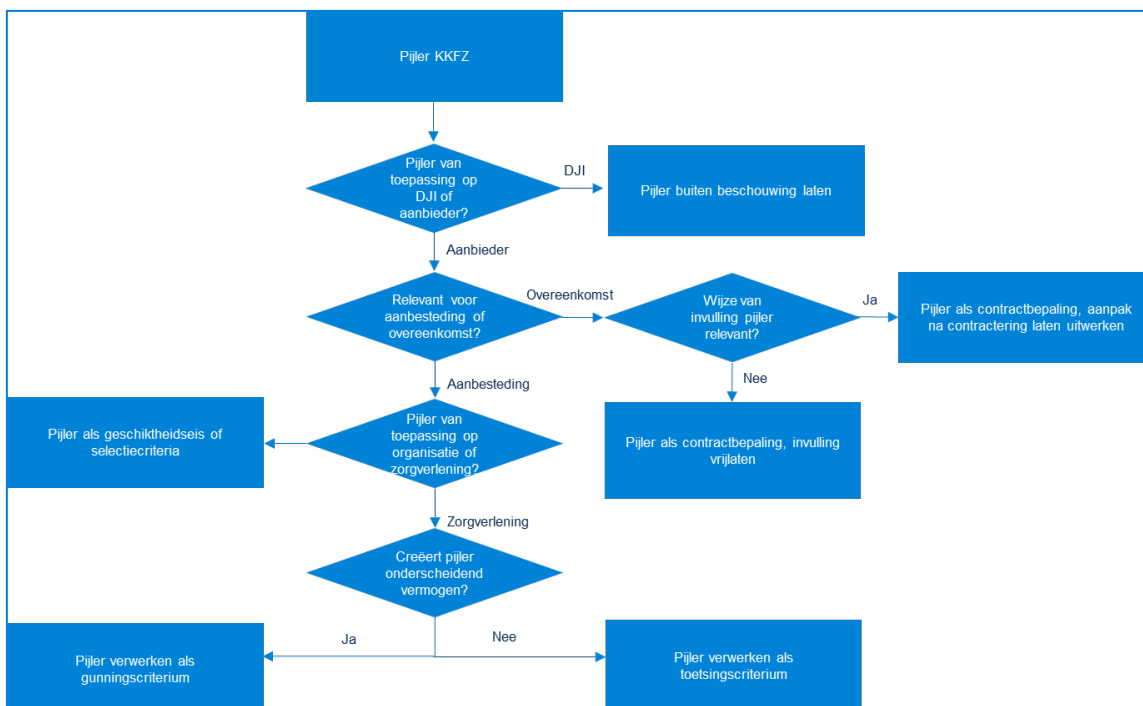 Pijler KKFZ
Pijler van
toepassing op
DJI of
aanbieder?
DJI
Pijler buiten beschouwing laten
Aanbieder
Relevant voor
aanbesteding of
overeenkomst?
Overeenkomst
Wijze van
invulling pijler
relevant?
Ja
Pijler als contractbepaling, aanpak
na contractering laten uitwerken
Nee
Aanbesteding
Pijler als geschiktheidseis of
selectiecriteria
Pijler van
toepassing op
organisatie of
zorgverlening?
Pijler als contractbepaling, invulling
vrijlaten
Zorgverlening
Creëert pijler
onderscheidend
vermogen?
Ja
Nee
Pijler verwerken als
gunningscriterium
Pijler verwerken als
toetsingscriterium